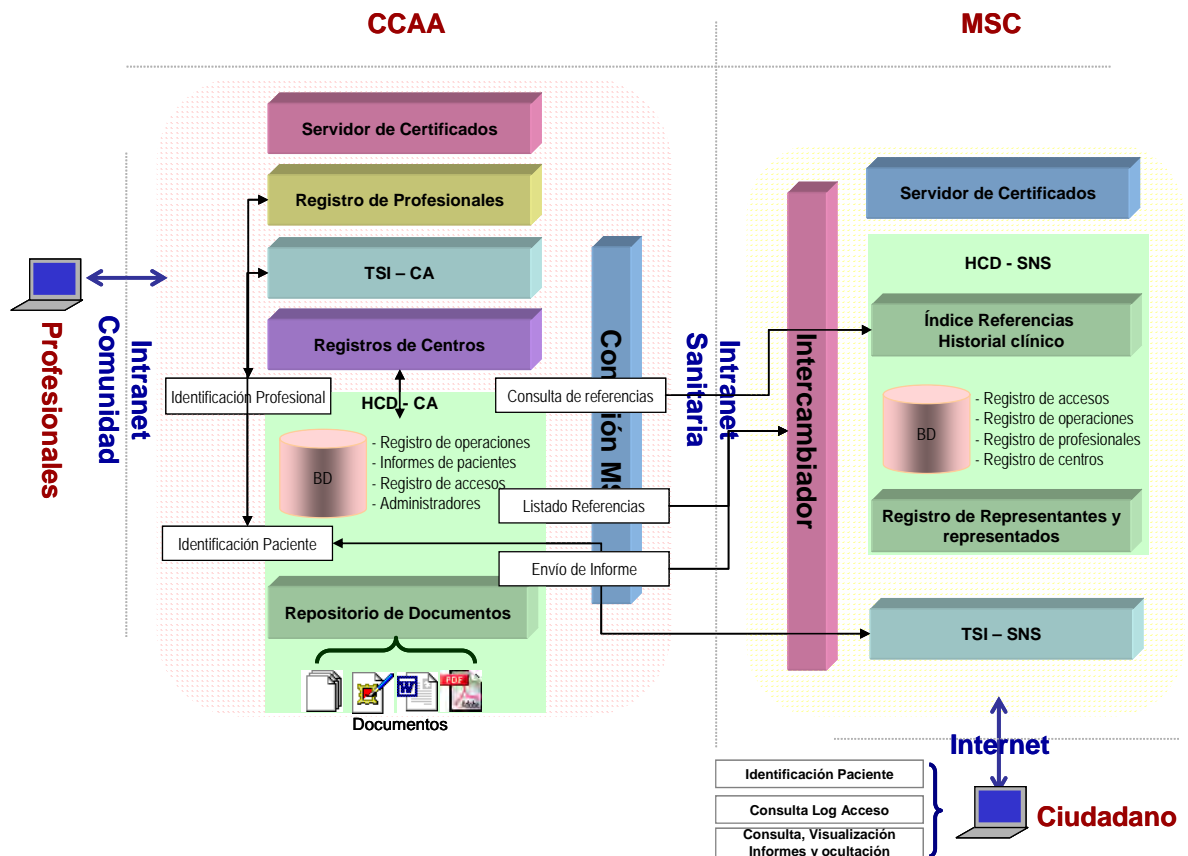 CCAA
MSC
Servidor de Certificados
Registro de Profesionales
TSI – CA
Registros de Centros
Identificación Profesional
HCD - CA
BD
- Registro de operaciones
- Informes de pacientes
- Registro de accesos
- Administradores
Identificación Paciente
Repositorio de Documentos
PDF
Adobe
Documentos
Profesionales
Intranet
Comunidad
Consulta de referencias
Listado Referencias
Envío de Informe
Intranet
Sanitaria
Intercambiador
Servidor de Certificados
HCD - SNS
Índice Referencias
Historial clínico
BD
- Registro de accesos
- Registro de operaciones
- Registro de profesionales
- Registro de centros
Registro de Representantes y
representados
TSI – SNS
Internet
Identificación Paciente
Consulta Log Acceso
Consulta, Visualización
Informes y ocultación
Ciudadano